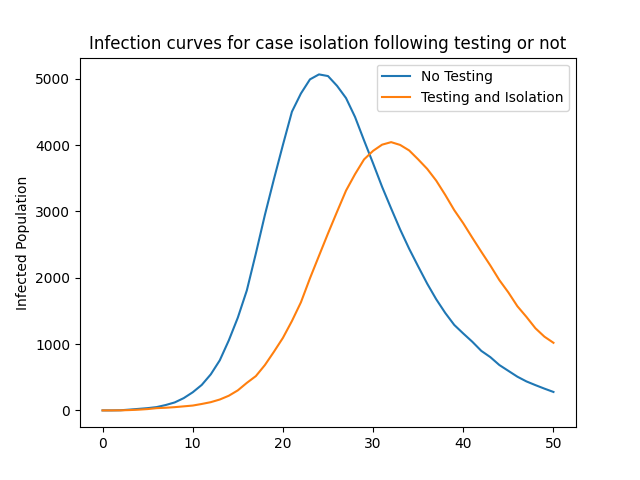 Infection curves for case isolation following testing or not
No Testing
Testing and Isolation
Infected Population
5000
4000
3000
2000
1000
0
0 10 20 30 40 50